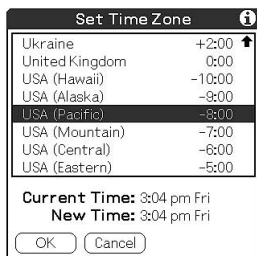 Set Time Zone
Ukraine +2:00
United Kingdom 0:00
USA (Hawaii) -10:00
USA (Alaska) -9:00
USA (Pacific) -8:00
USA (Mountain) -7:00
USA (Central) -6:00
USA (Eastern) -5:00
Current Time: 3:04 pm Fri
New Time: 3:04 pm Fri
OK Cancel